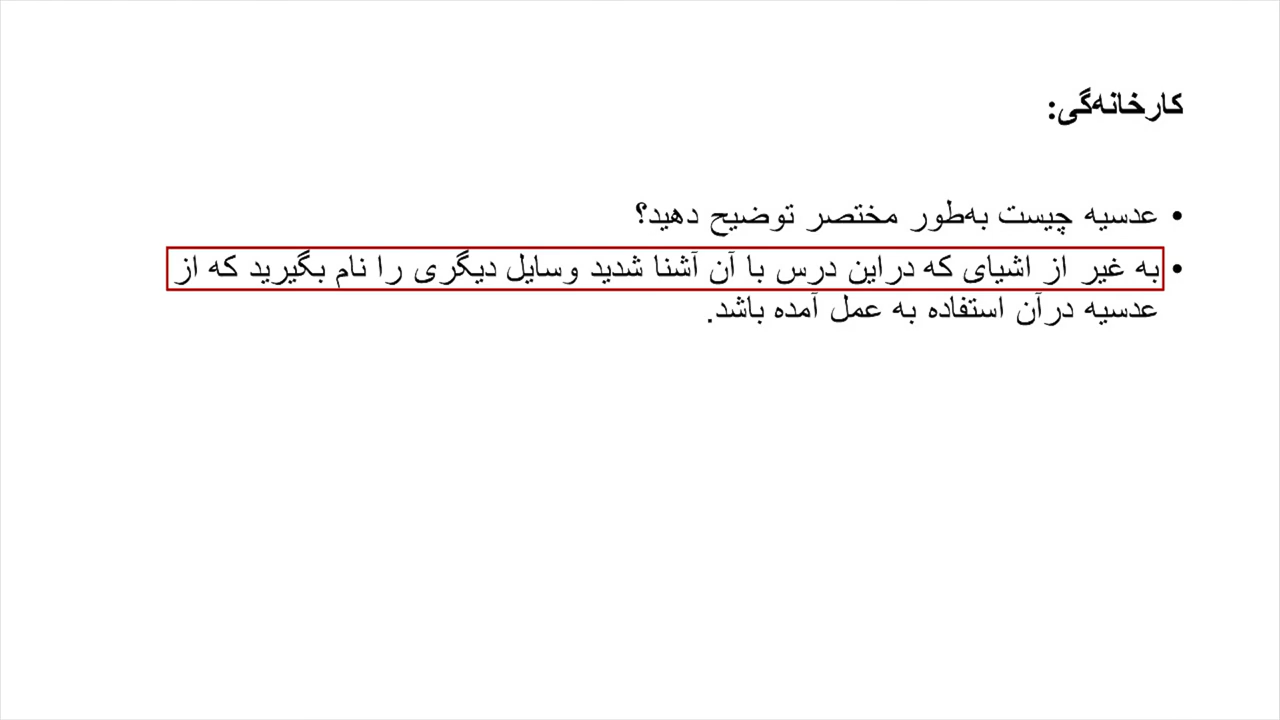 کارخانه‌گی:
• عدسیه چیست به‌طور مختصر توضیح دهید؟
• به غیر از اشیای که دراین درس با آن آشنا شدید وسایل دیگری را نام بگیرید که از
عدسیه درآن استفاده به عمل آمده باشد.